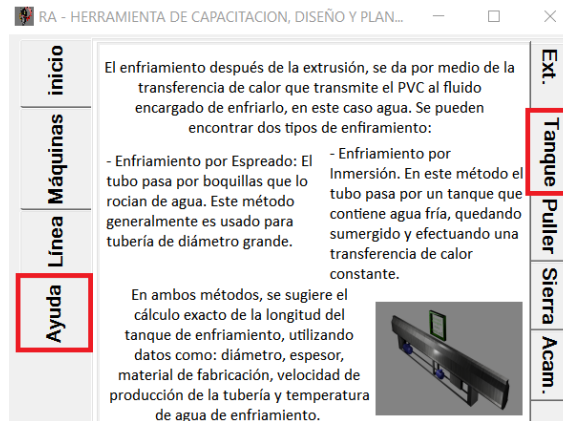 RA - HERRAMIENTA DE CAPACITACION, DISEÑO Y PLAN...
inicio
Máquinas
Línea
Ayuda
El enfriamiento después de la extrusión, se da por medio de la
transferencia de calor que transmite el PVC al fluido
encargado de enfriarlo, en este caso agua. Se pueden
encontrar dos tipos de enfiramiento:
- Enfriamiento por Espreado: El
tubo pasa por boquillas que lo
rocian de agua. Este método
generalmente es usado para
tubería de diámetro grande.
- Enfriamiento por
Inmersión. En este método el
tubo pasa por un tanque que
contiene agua fría, quedando
sumergido y efectuando una
transferencia de calor
constante.
En ambos métodos, se sugiere el
cálculo exacto de la longitud del
tanque de enfriamiento, utilizando
datos como: diámetro, espesor,
material de fabricación, velocidad de
producción de la tubería y temperatura
de agua de enfriamiento.
Ext.
Tanque
Puller
Sierra
Acam.